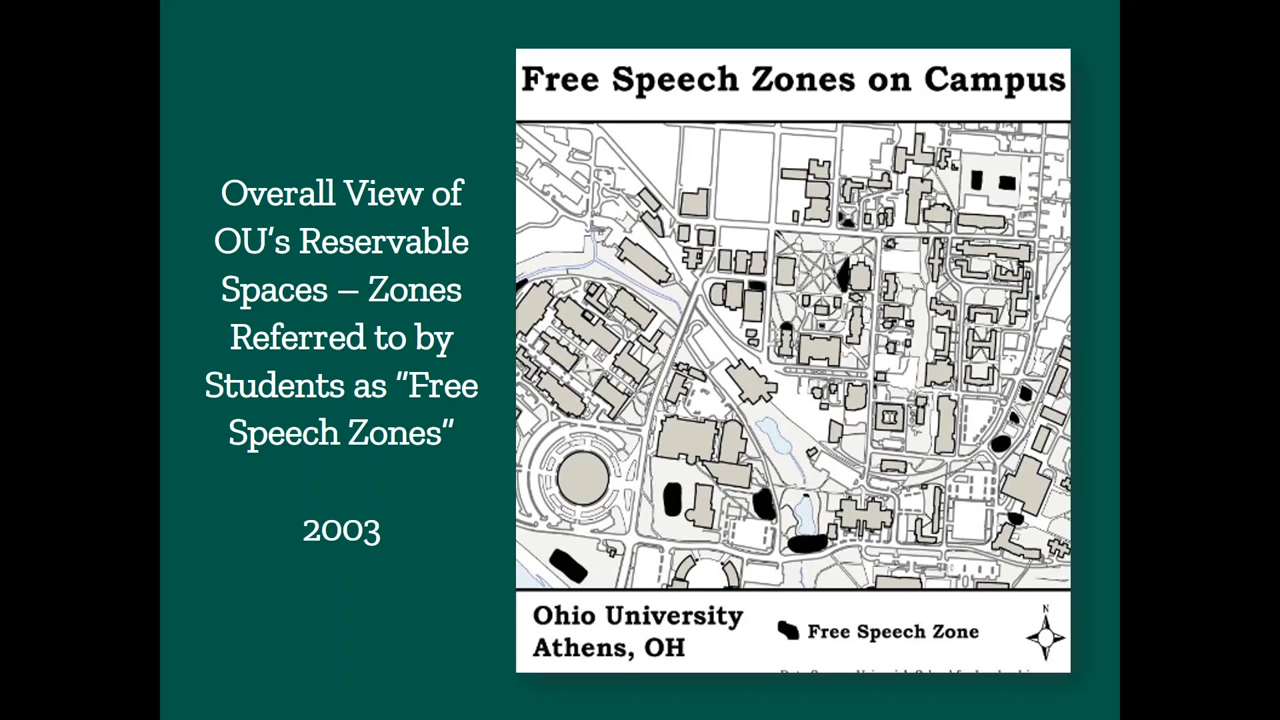 Overall View of
OU's Reservable
Spaces – Zones
Referred to by
Students as "Free
Speech Zones"
2003
Free Speech Zones on Campus
Ohio University
Athens, OH
Free Speech Zone
N